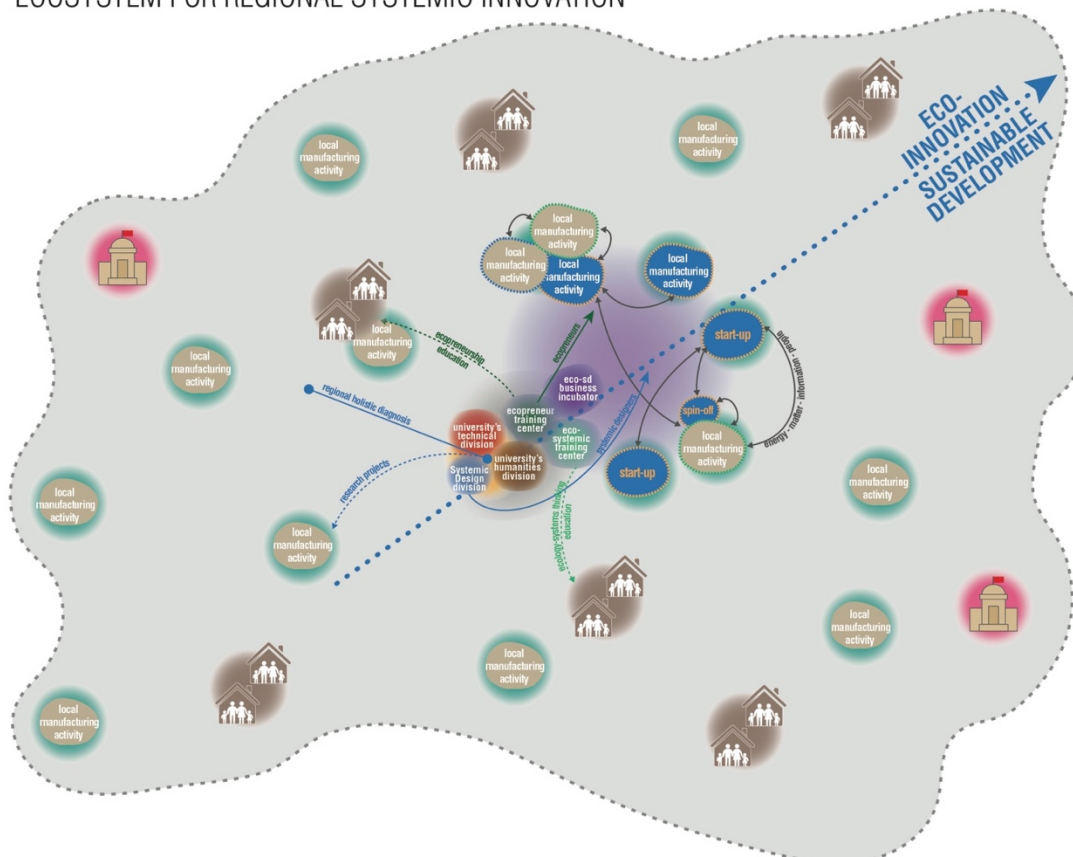 ECOSYSTEM FOR REGIONAL SYSTEMIC INNOVATION
ECO-
INNOVATION
SUSTAINABLE
DEVELOPMENT
local
manufacturing
activity
local
manufacturing
activity
local
manufacturing
activity
local
manufacturing
activity
local
manufacturing
activity
local
manufacturing
activity
local
manufacturing
activity
local
manufacturing
activity
start-up
ecopreneurship
education
ecopreneurs
eco-sd
business
incubator
regional holistic diagnosis
ecopreneur
training
center
spin-off
energy - matter - information - people
systemic designers
university's
technical
division
eco-
systemic
training
center
local
manufacturing
activity
university's
humanities
division
Systemic
Design
division
start-up
research projects
local
manufacturing
activity
local
manufacturing
activity
local
manufacturing
activity
ecology-systems thinking
education
local
manufacturing
activity
local
manufacturing
activity
local
manufacturing
activity